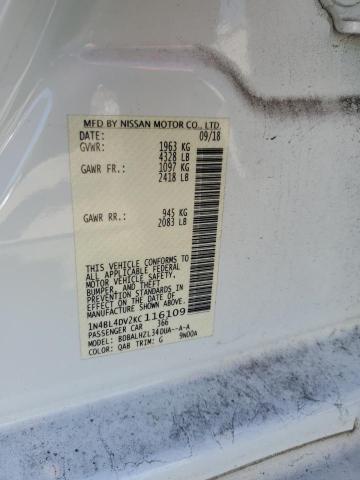 MFD BY NISSAN MOTOR CO., LTD.
DATE: 09/18
GVWR: 1963 KG
4328 LB
GAWR FR.: 1097 KG
2418 LB
GAWR RR.: 945 KG
2083 LB
THIS VEHICLE CONFORMS TO
ALL APPLICABLE FEDERAL
MOTOR VEHICLE SAFETY,
BUMPER, AND THEFT
PREVENTION STANDARDS IN
EFFECT ON THE DATE OF
MANUFACTURE SHOWN ABOVE.
1N4BL4DV2KC116109
PASSENGER CAR 366
MODEL: BDBALHZL34DUA--A-A
COLOR: QAB TRIM: G 9N00A